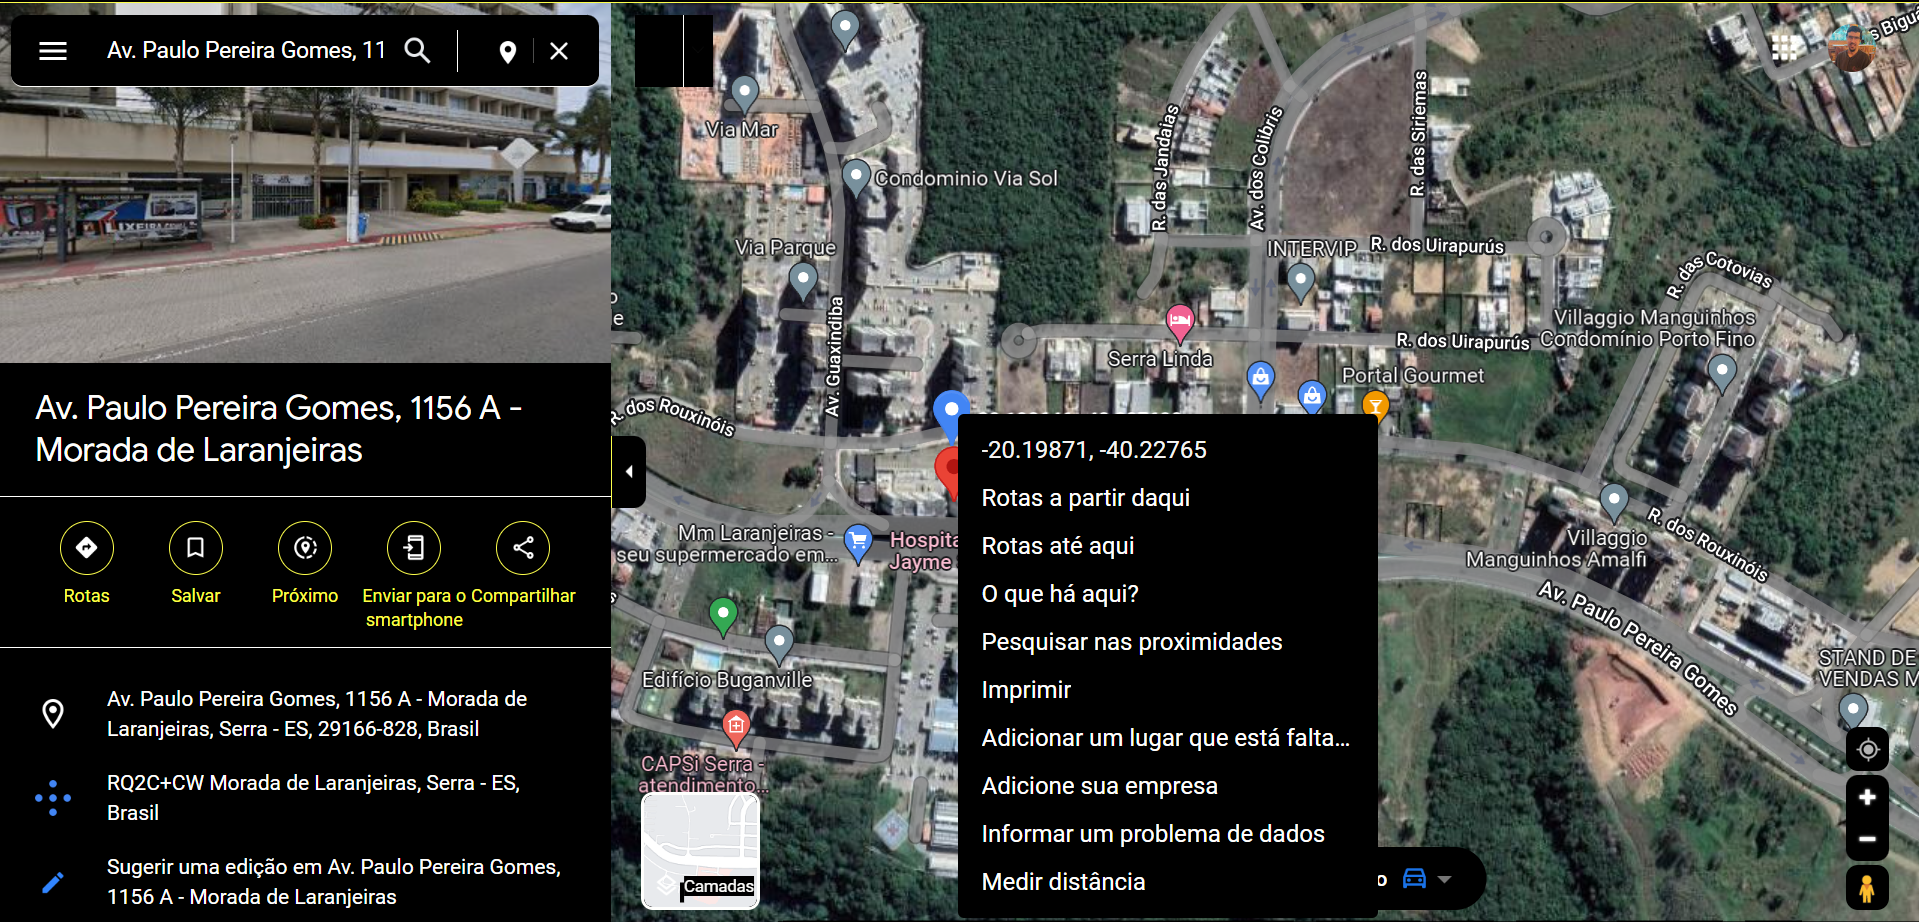 Av. Paulo Pereira Gomes, 11
LIXEIRA
Av. Paulo Pereira Gomes, 1156 A -
Morada de Laranjeiras
Rotas
Salvar
Próximo
Enviar para o
smartphone
Compartilhar
Av. Paulo Pereira Gomes, 1156 A - Morada de
Laranjeiras, Serra - ES, 29166-828, Brasil
RQ2C+CW Morada de Laranjeiras, Serra - ES,
Brasil
Sugerir uma edição em Av. Paulo Pereira Gomes,
1156 A - Morada de Laranjeiras
Via Mar
Condominio Via Sol
Via Parque
Av. Guaxindiba
R. dos Rouxinóis
R. das Jandaias
Av. dos Colibris
R. das Siriemas
INTERVIP
R. dos Uirapurús
R. das Cotovias
Serra Linda
R. dos Uirapurús
Villaggio Manguinhos
Condomínio Porto Fino
Portal Gourmet
Mm Laranjeiras -
seu supermercado em...
Hospita
Jayme
Edifício Buganville
CAPSi Serra -
atendimento...
Camadas
-20.19871, -40.22765
Rotas a partir daqui
Rotas até aqui
O que há aqui?
Pesquisar nas proximidades
Imprimir
Adicionar um lugar que está falta...
Adicione sua empresa
Informar um problema de dados
Medir distância
Villaggio
Manguinhos Amalfi
R. dos Rouxinóis
Av. Paulo Pereira Gomes
STAND DE
VENDAS M